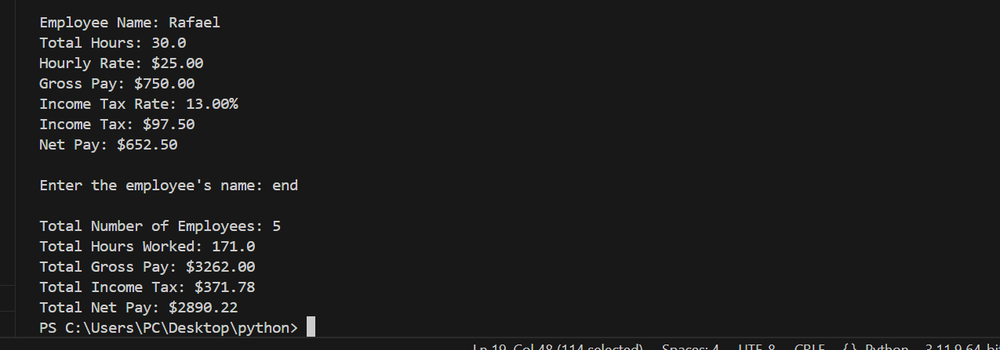 Employee Name: Rafael
Total Hours: 30.0
Hourly Rate: $25.00
Gross Pay: $750.00
Income Tax Rate: 13.00%
Income Tax: $97.50
Net Pay: $652.50
Enter the employee's name: end
Total Number of Employees: 5
Total Hours Worked: 171.0
Total Gross Pay: $3262.00
Total Income Tax: $371.78
Total Net Pay: $2890.22
PS C:\Users\PC\Desktop\python>
Ln 19, Col 48 (114 selected) Spaces: 4 UTF-8 CRLF {} Python 3.11.9 64-bit